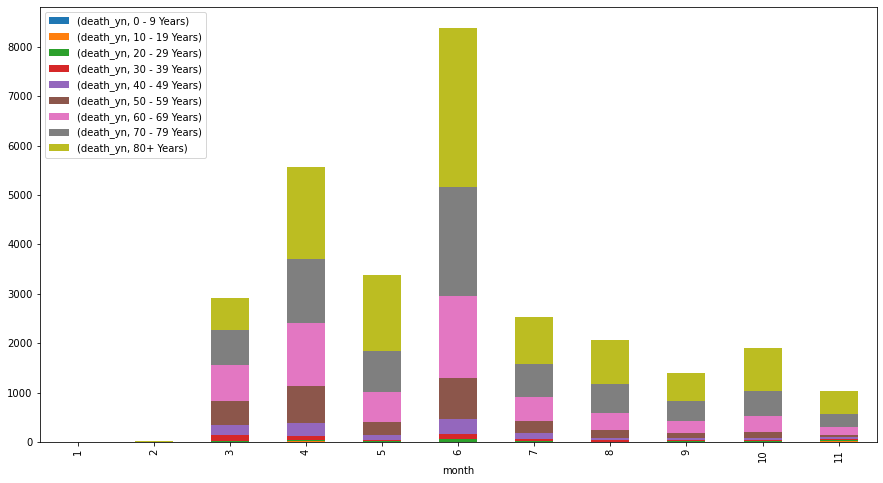 (death_yn, 0 - 9 Years)
(death_yn, 10 - 19 Years)
(death_yn, 20 - 29 Years)
(death_yn, 30 - 39 Years)
(death_yn, 40 - 49 Years)
(death_yn, 50 - 59 Years)
(death_yn, 60 - 69 Years)
(death_yn, 70 - 79 Years)
(death_yn, 80+ Years)
8000
7000
6000
5000
4000
3000
2000
1000
0
1 2 3 4 5 6 7 8 9 10 11
month